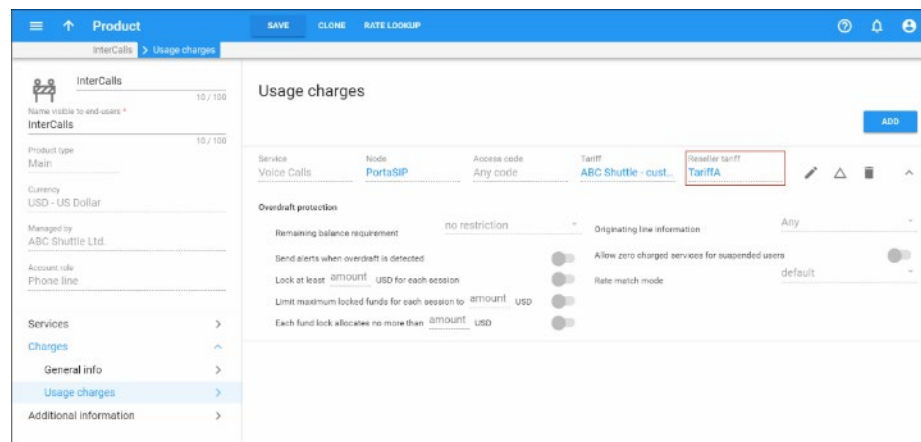 Product
SAVE CLONE RATE LOOKUP
InterCalls > Usage charges
InterCalls
10 / 100
Name visible to end-users *
InterCalls
10 / 100
Product type
Main
Currency
USD - US Dollar
Managed by
ABC Shuttle Ltd.
Account role
Phone line
Services
Charges
General info
Usage charges
Additional information
Usage charges
ADD
Service Node Access code Tariff Reseller tariff
Voice Calls PortaSIP Any code ABC Shuttle - cust... TariffA
Overdraft protection
Remaining balance requirement no restriction
Send alerts when overdraft is detected
Lock at least amount USD for each session
Limit maximum locked funds for each session to amount USD
Each fund lock allocates no more than amount USD
Originating line information Any
Allow zero charged services for suspended users
Rate match mode default